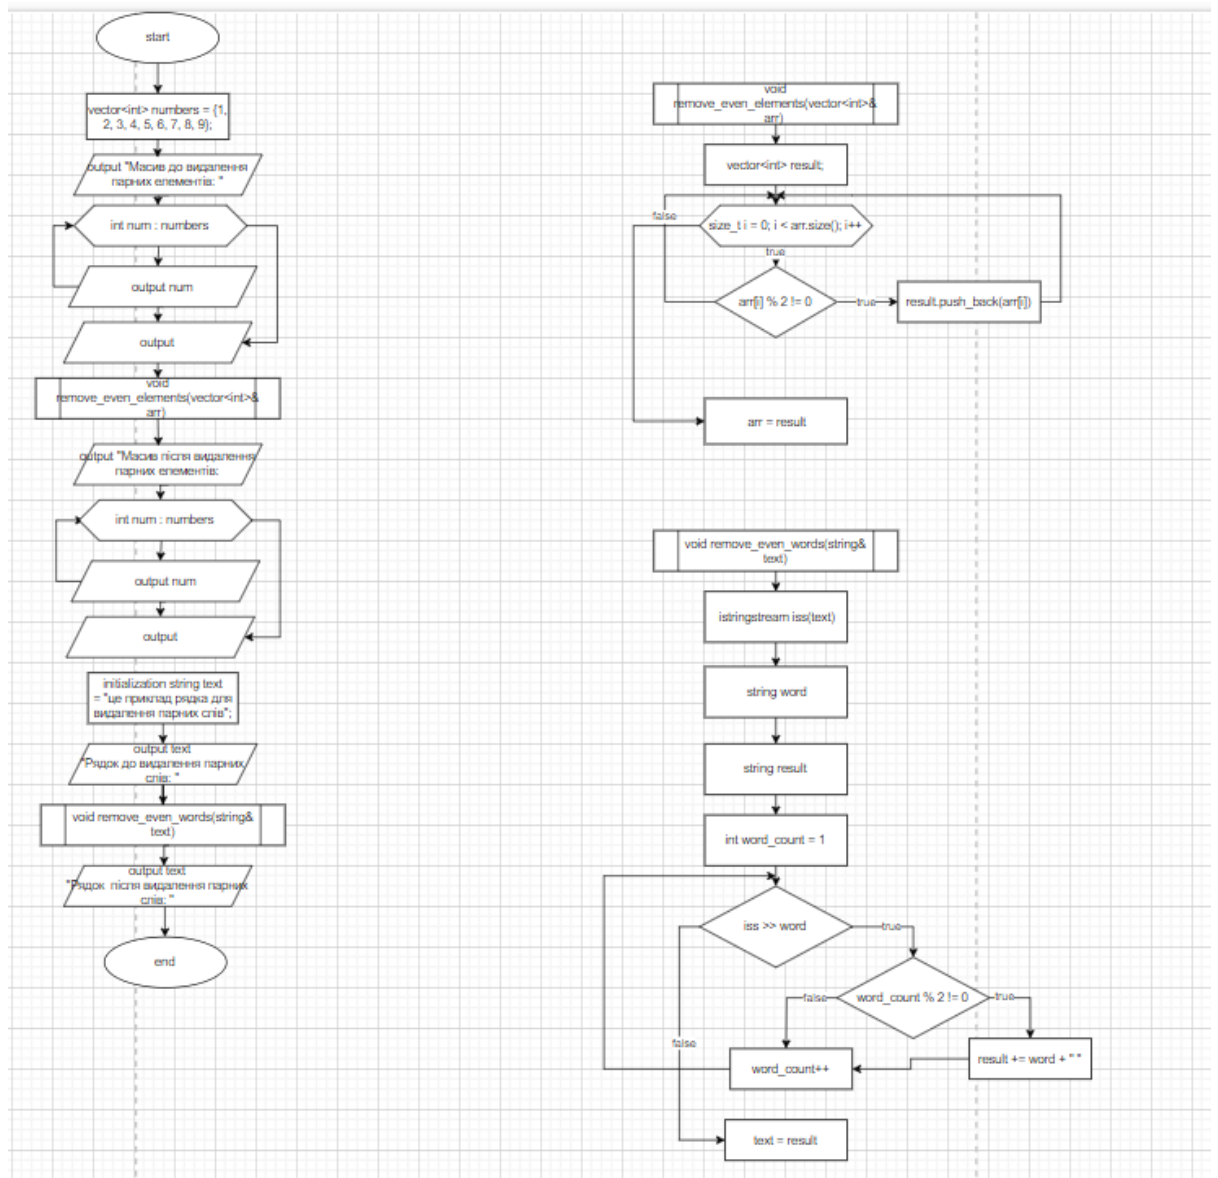 start
vector<int> numbers = {1,
2, 3, 4, 5, 6, 7, 8, 9};
output "Масив до видалення
парних елементів: "
int num : numbers
output num
output
void
remove_even_elements(vector<int>&
arr)
output "Масив після видалення
парних елементів:
int num : numbers
output num
output
initialization string text
= "це приклад рядка для
видалення парних слів";
output text
"Рядок до видалення парних
слів: "
void remove_even_words(string&
text)
output text
"Рядок після видалення парних
слів: "
end
void
remove_even_elements(vector<int>&
arr)
vector<int> result;
false
size_t i = 0; i < arr.size(); i++
true
arr[i] % 2 != 0
true
result.push_back(arr[i])
arr = result
void remove_even_words(string&
text)
istringstream iss(text)
string word
string result
int word_count = 1
iss >> word
true
false
word_count % 2 != 0
true
false
word_count++
result += word + " "
text = result